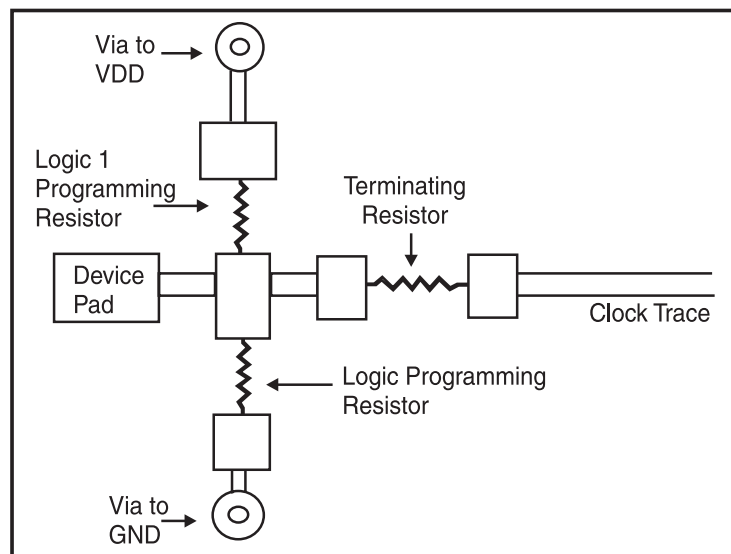 Via to
VDD
Logic 1
Programming
Resistor
Terminating
Resistor
Device
Pad
Clock Trace
Logic Programming
Resistor
Via to
GND